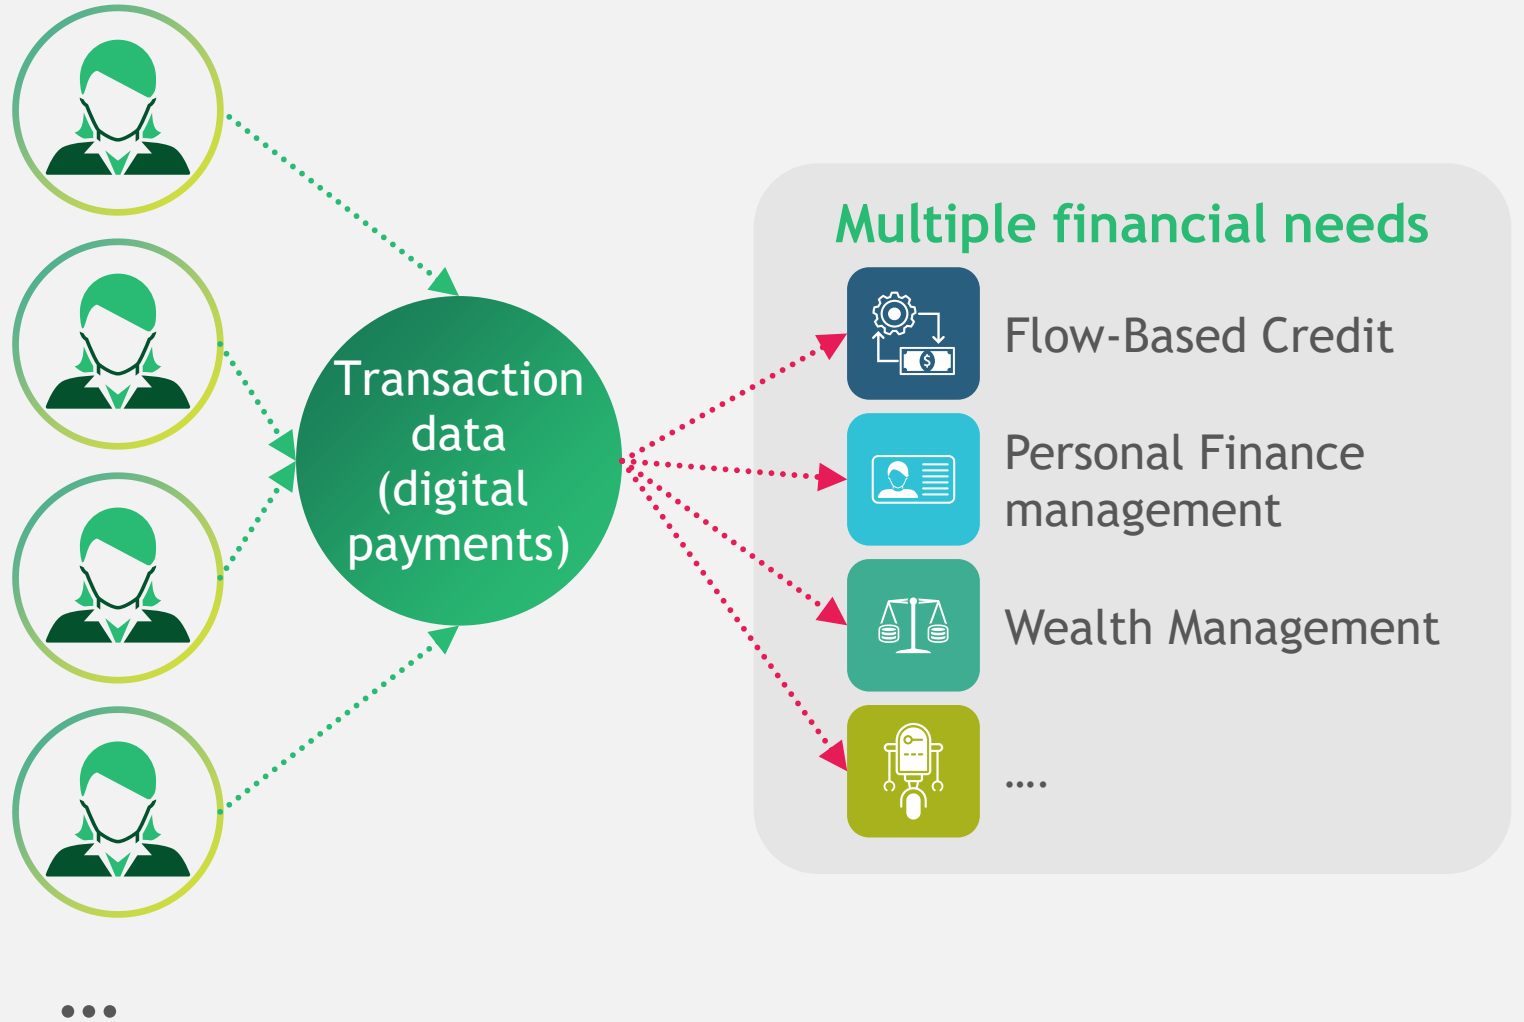 Multiple financial needs
Transaction
data
(digital
payments)
Flow-Based Credit
Personal Finance
management
Wealth Management
....
...